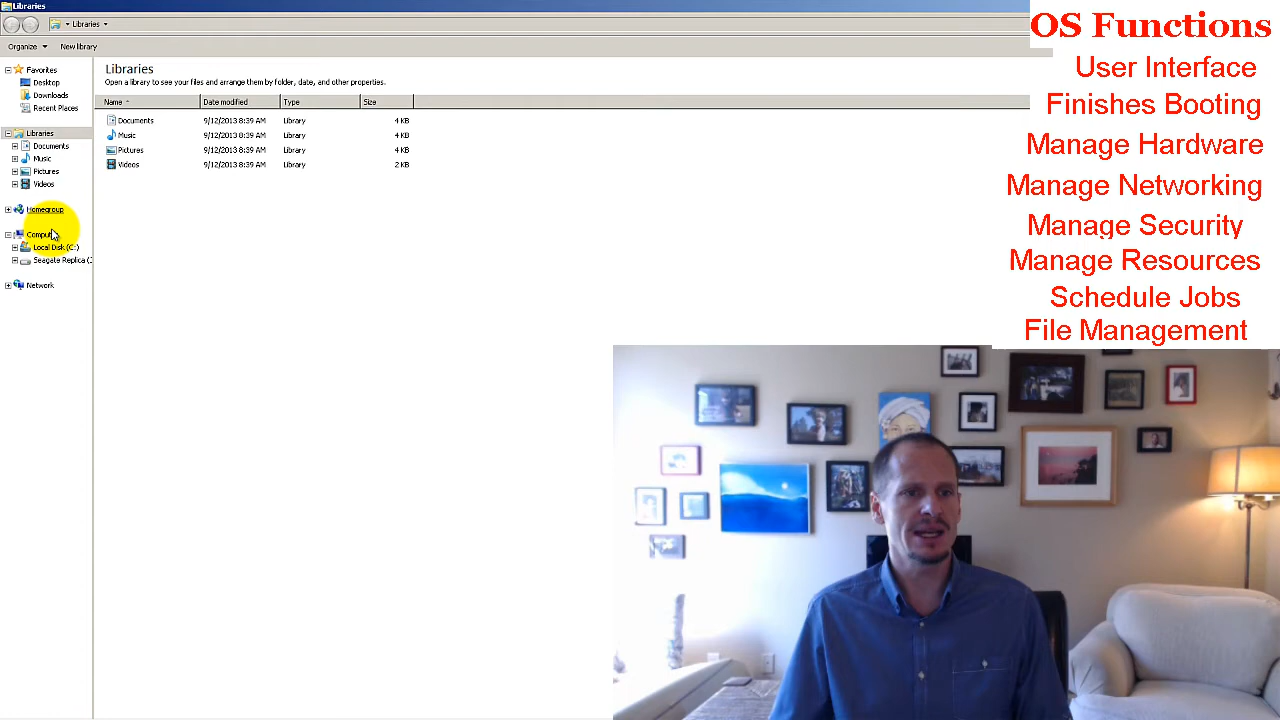 Libraries
Libraries
Organize
New library
Favorites
Desktop
Downloads
Recent Places
Libraries
Documents
Music
Pictures
Videos
Homegroup
Local Disk (C:)
Seagate Replica
Network
Libraries
Open a library to see your files and arrange them by folder, date, and other properties.
Name Date modified Type Size
Documents 9/12/2013 8:39 AM Library 4 KB
Music 9/12/2013 8:39 AM Library 4 KB
Pictures 9/12/2013 8:39 AM Library 4 KB
Videos 9/12/2013 8:39 AM Library 2 KB
OS Functions
User Interface
Finishes Booting
Manage Hardware
Manage Networking
Manage Security
Manage Resources
Schedule Jobs
File Management